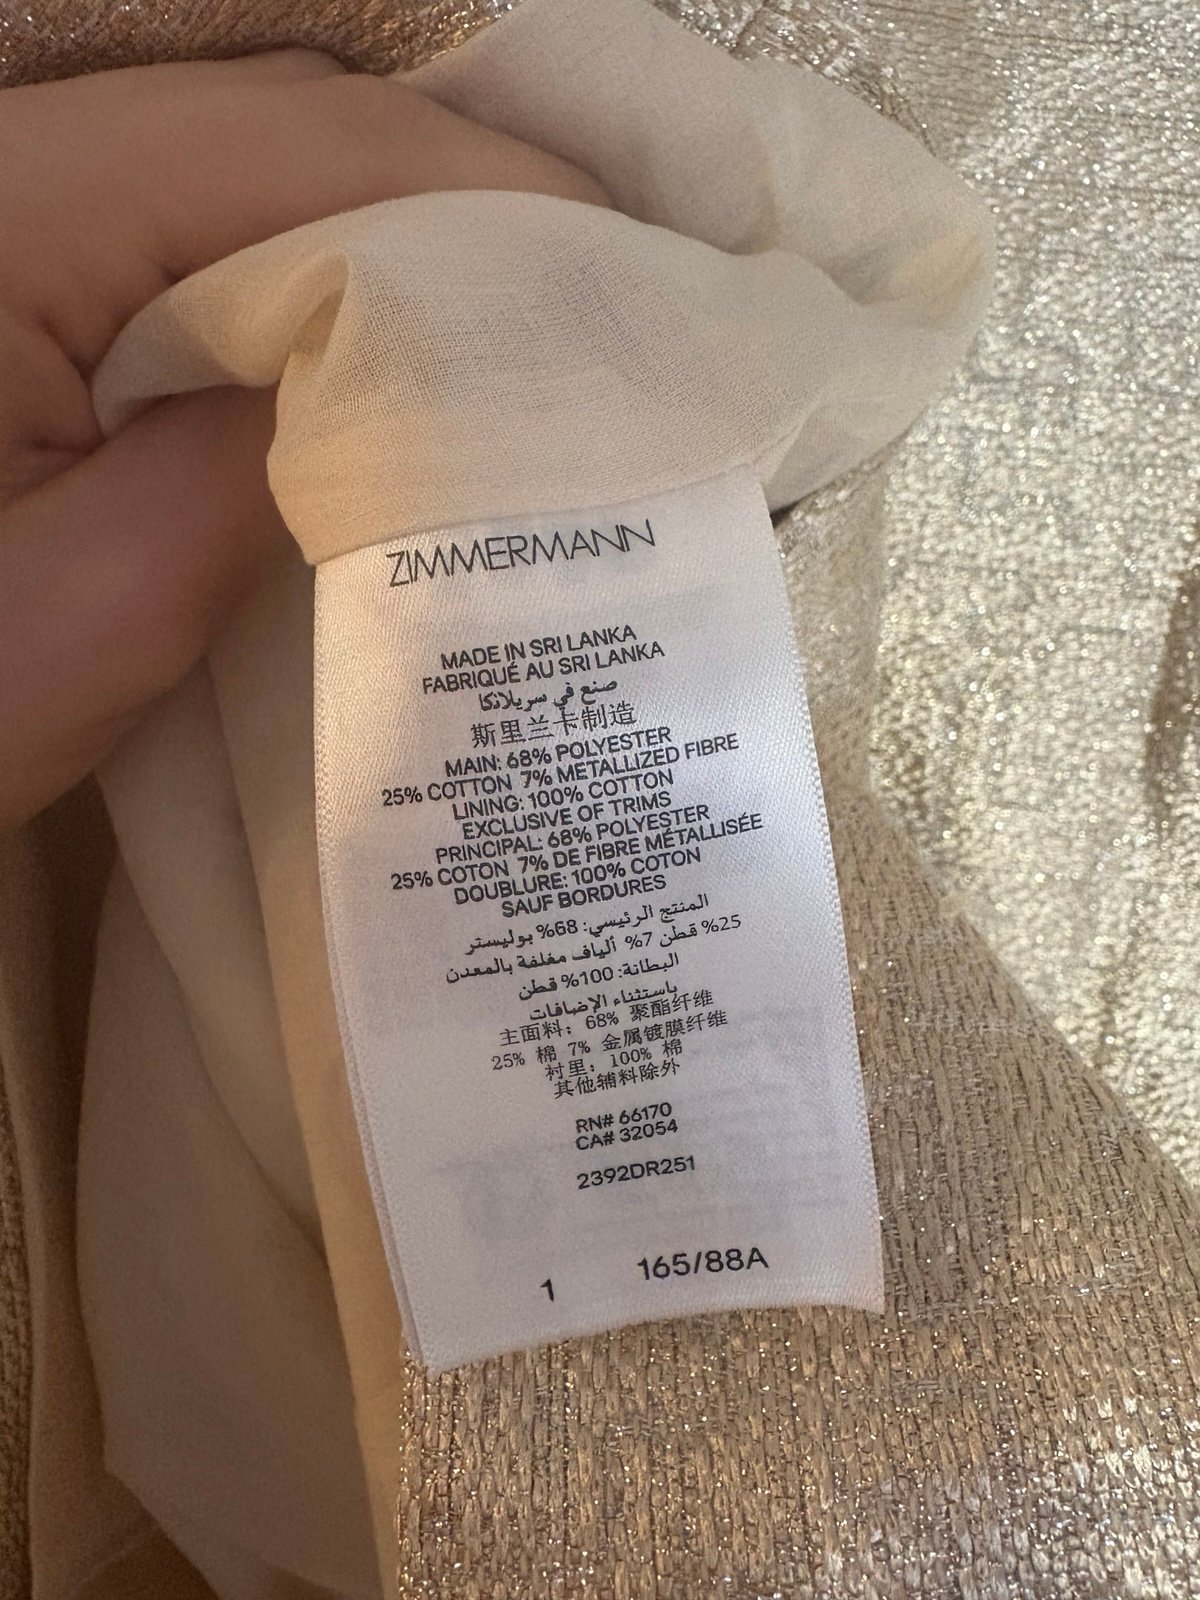 ZIMMERMANN
MADE IN SRI LANKA
FABRIQUÉ AU SRI LANKA
صنع في سريلانكا
斯里兰卡制造
MAIN: 68% POLYESTER
25% COTTON 7% METALLIZED FIBRE
LINING: 100% COTTON
EXCLUSIVE OF TRIMS
PRINCIPAL: 68% POLYESTER
25% COTON 7% DE FIBRE MÉTALLISÉE
DOUBLURE: 100% COTON
SAUF BORDURES
المنتج الرئيسي: 68% بوليستر
25% قطن 7% ألياف مغلفة بالمعدن
البطانة: 100% قطن
باستثناء الإضافات
主面料: 68% 聚酯纤维
25% 棉 7% 金属镀膜纤维
衬里: 100% 棉
其他辅料除外
RN# 66170
CA# 32054
2392DR251
1 165/88A